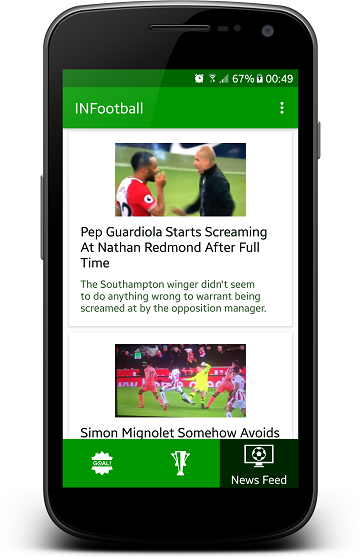 67% 00:49
INFootball
Pep Guardiola Starts Screaming
At Nathan Redmond After Full
Time
The Southampton winger didn't seem
to do anything wrong to warrant being
screamed at by the opposition manager.
Simon Mignolet Somehow Avoids
GOAL!
News Feed